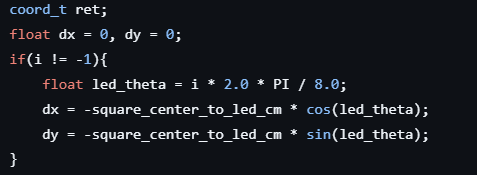 coord_t ret;
float dx = 0, dy = 0;
if(i != -1){
    float led_theta = i * 2.0 * PI / 8.0;
    dx = -square_center_to_led_cm * cos(led_theta);
    dy = -square_center_to_led_cm * sin(led_theta);
}